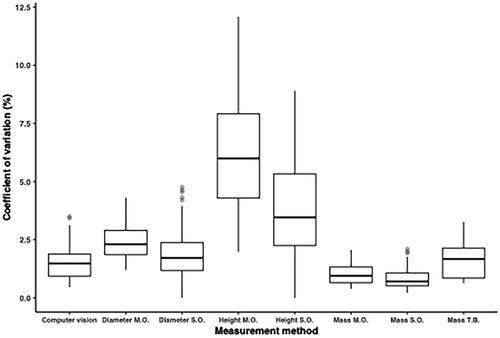 12.5
10.0
7.5
5.0
2.5
0.0
Coefficient of variation (%)
Computer vision Diameter M.O. Diameter S.O. Height M.O. Height S.O. Mass M.O. Mass S.O. Mass T.B.
Measurement method